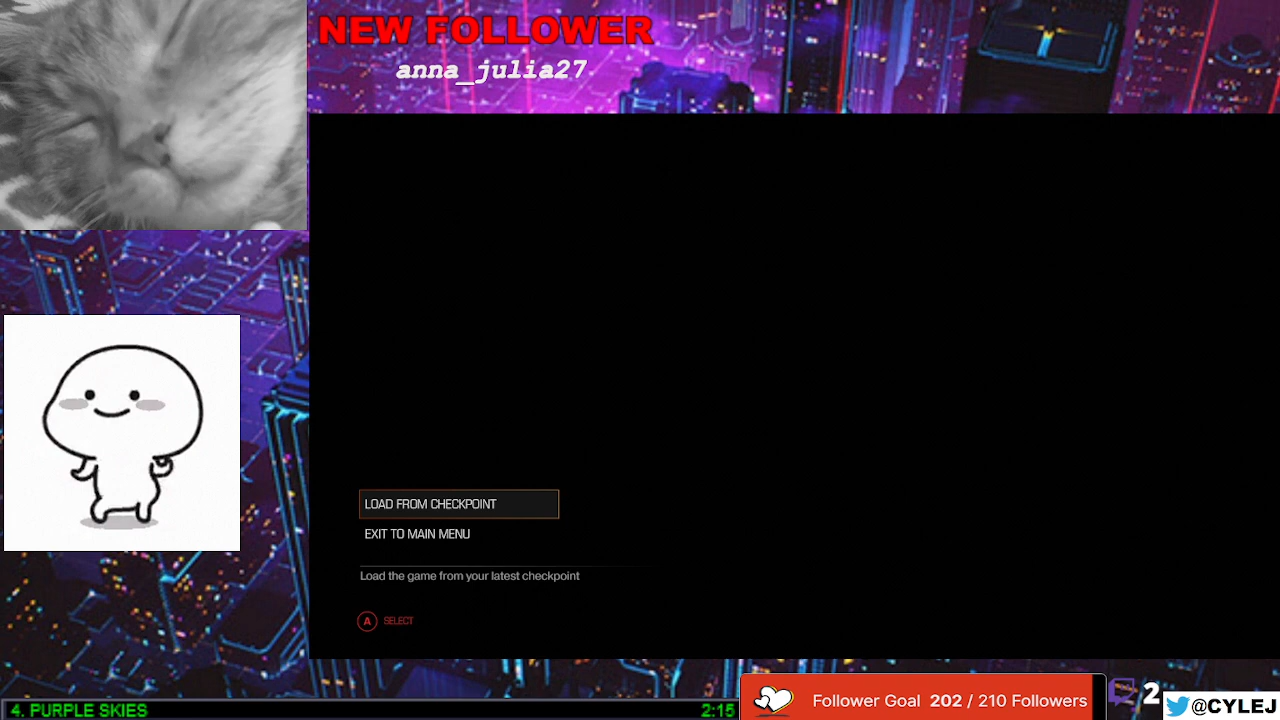 NEW FOLLOWER
anna_julia27
LOAD FROM CHECKPOINT
EXIT TO MAIN MENU
Load the game from your latest checkpoint
A SELECT
4. PURPLE SKIES 2:15
Follower Goal 202 / 210 Followers
2
@CYLEJ